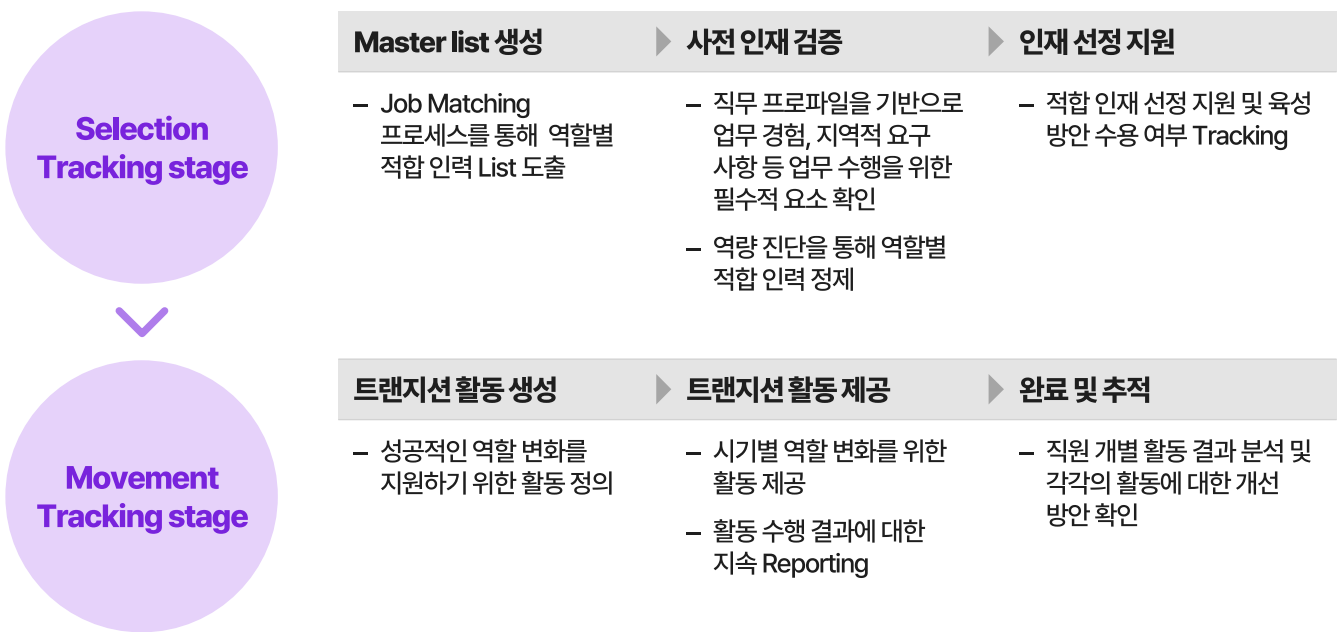 Selection
Tracking stage
Master list 생성
– Job Matching
프로세스를 통해 역할별
적합 인력 List 도출
사전 인재 검증
– 직무 프로파일을 기반으로
업무 경험, 지역적 요구
사항 등 업무 수행을 위한
필수적 요소 확인
– 역량 진단을 통해 역할별
적합 인력 정제
인재 선정 지원
– 적합 인재 선정 지원 및 육성
방안 수용 여부 Tracking
Movement
Tracking stage
트랜지션 활동 생성
– 성공적인 역할 변화를
지원하기 위한 활동 정의
트랜지션 활동 제공
– 시기별 역할 변화를 위한
활동 제공
– 활동 수행 결과에 대한
지속 Reporting
완료 및 추적
– 직원 개별 활동 결과 분석 및
각각의 활동에 대한 개선
방안 확인